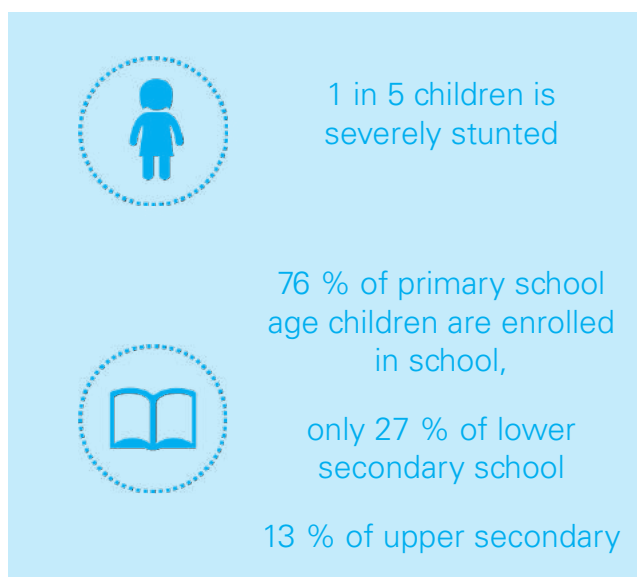 1 in 5 children is
severely stunted
76 % of primary school
age children are enrolled
in school,
only 27 % of lower
secondary school
13 % of upper secondary